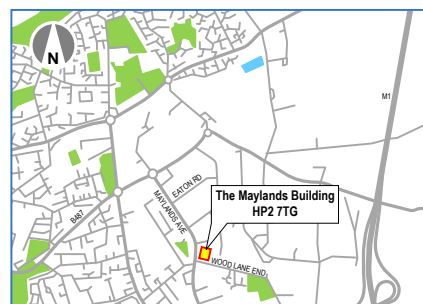 N
M1
EATON RD
The Maylands Building
HP2 7TG
MAYLANDS AVE
B487
WOOD LANE END